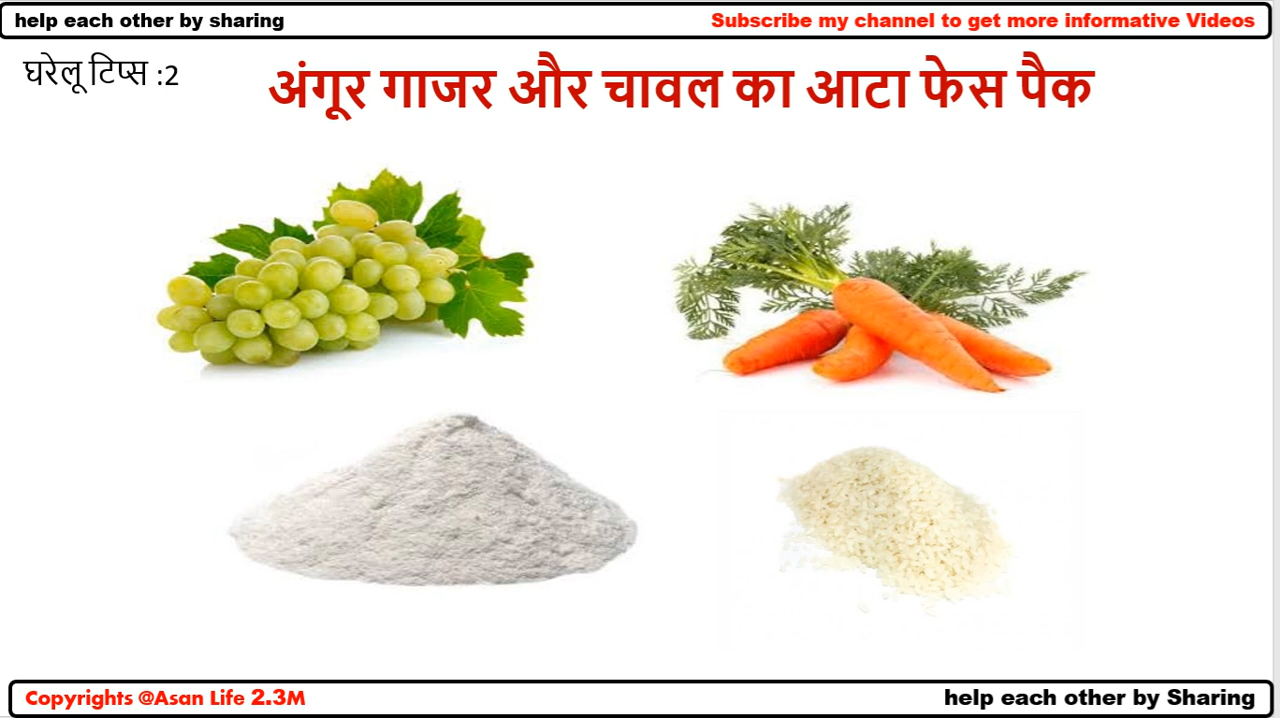 help each other by sharing
Subscribe my channel to get more informative Videos
घरेलू टिप्स :2
अंगूर गाजर और चावल का आटा फेस पैक
Copyrights @Asan Life 2.3M
help each other by Sharing